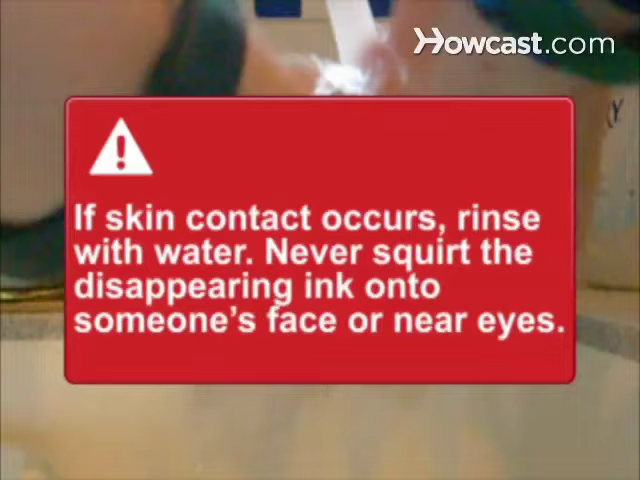 Howcast.com
If skin contact occurs, rinse
with water. Never squirt the
disappearing ink onto
someone's face or near eyes.